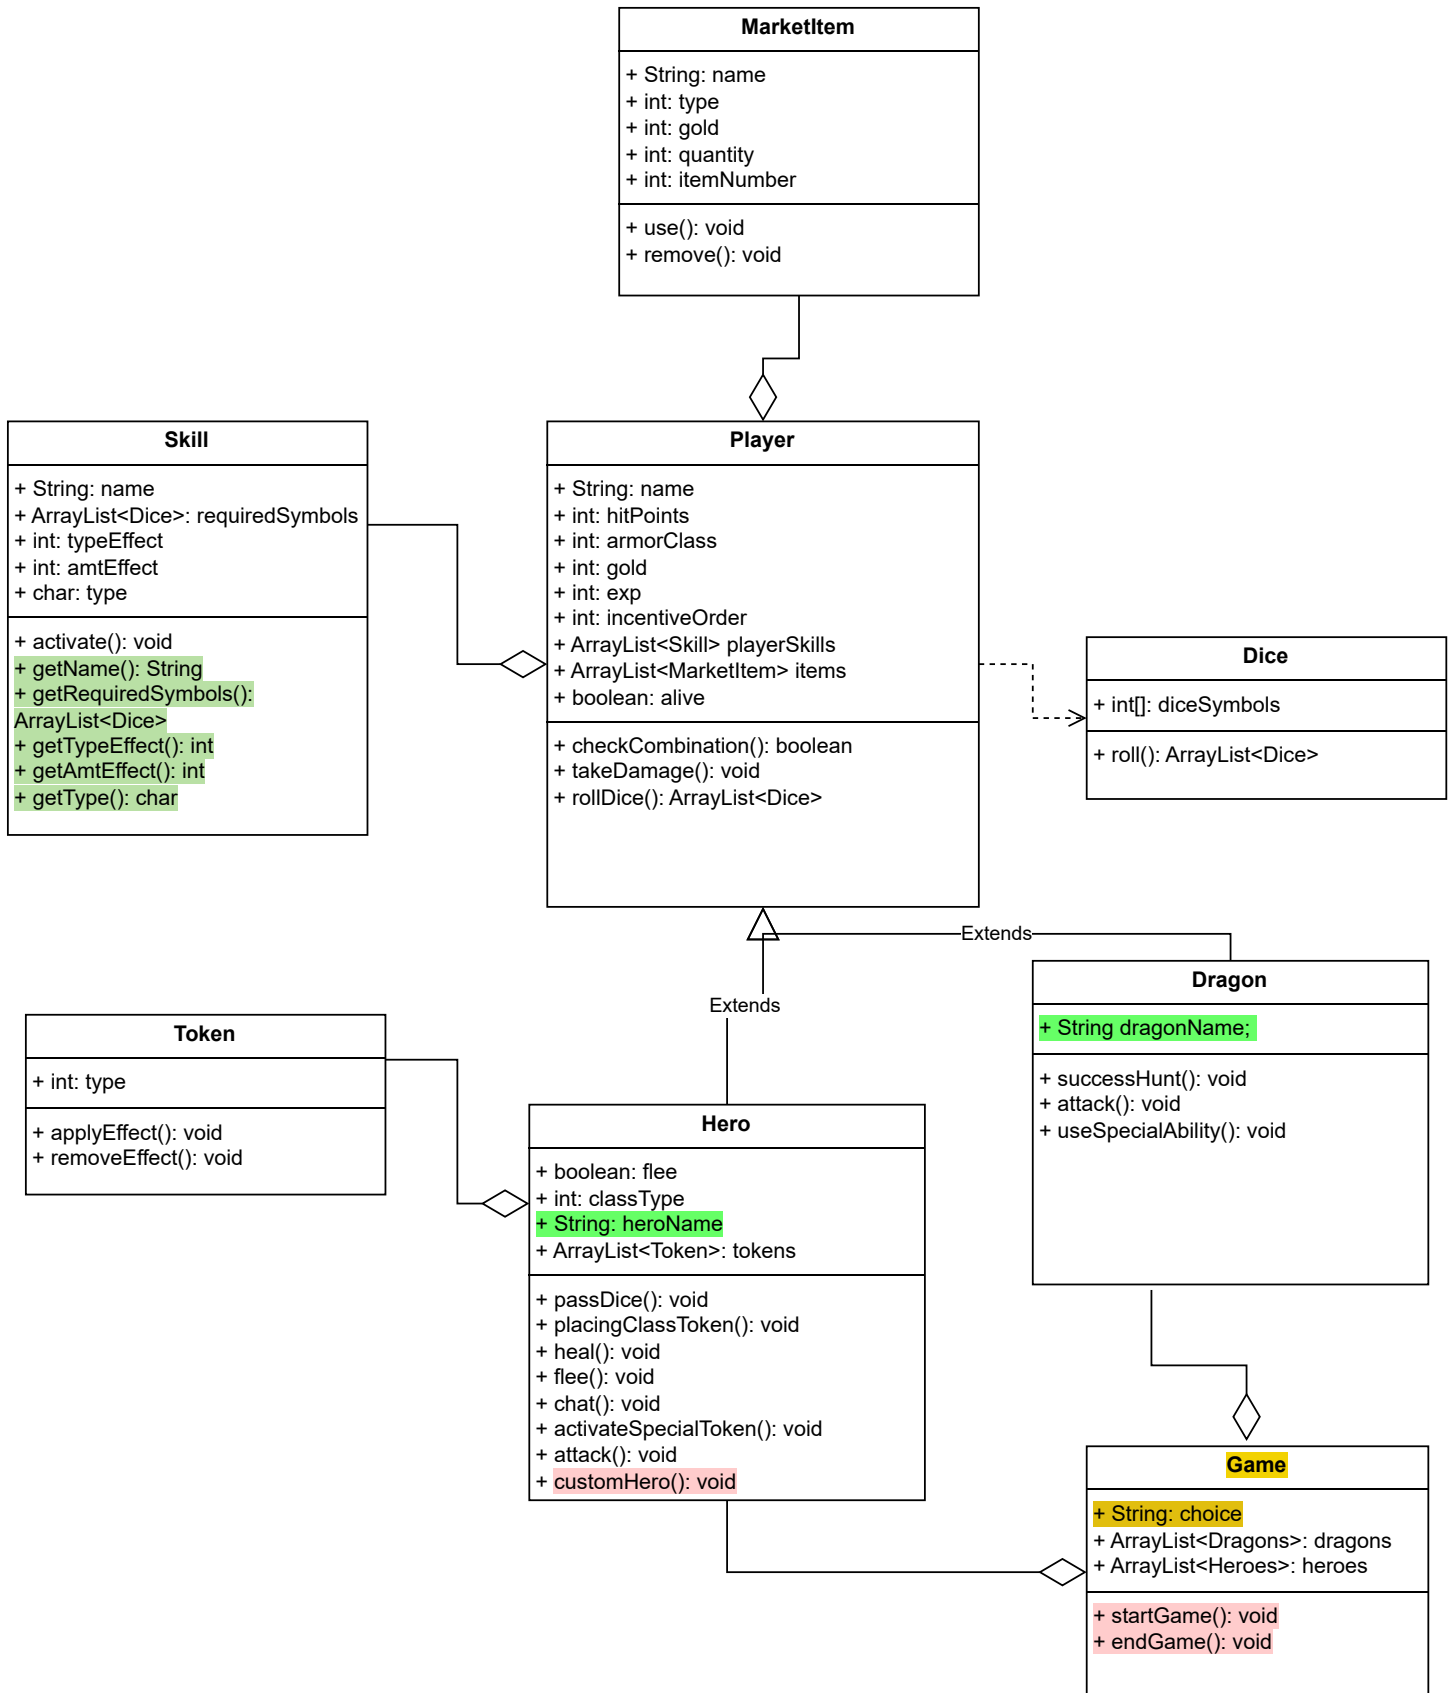 MarketItem
+ String: name
+ int: type
+ int: gold
+ int: quantity
+ int: itemNumber
+ use(): void
+ remove(): void
Skill
+ String: name
+ ArrayList<Dice>: requiredSymbols
+ int: typeEffect
+ int: amtEffect
+ char: type
+ activate(): void
+ getName(): String
+ getRequiredSymbols():
ArrayList<Dice>
+ getTypeEffect(): int
+ getAmtEffect(): int
+ getType(): char
Player
+ String: name
+ int: hitPoints
+ int: armorClass
+ int: gold
+ int: exp
+ int: incentiveOrder
+ ArrayList<Skill> playerSkills
+ ArrayList<MarketItem> items
+ boolean: alive
+ checkCombination(): boolean
+ takeDamage(): void
+ rollDice(): ArrayList<Dice>
Dice
+ int[]: diceSymbols
+ roll(): ArrayList<Dice>
Extends
Extends
Token
+ int: type
+ applyEffect(): void
+ removeEffect(): void
Hero
+ boolean: flee
+ int: classType
+ String: heroName
+ ArrayList<Token>: tokens
+ passDice(): void
+ placingClassToken(): void
+ heal(): void
+ flee(): void
+ chat(): void
+ activateSpecialToken(): void
+ attack(): void
+ customHero(): void
Dragon
+ String dragonName;
+ successHunt(): void
+ attack(): void
+ useSpecialAbility(): void
Game
+ String: choice
+ ArrayList<Dragons>: dragons
+ ArrayList<Heroes>: heroes
+ startGame(): void
+ endGame(): void